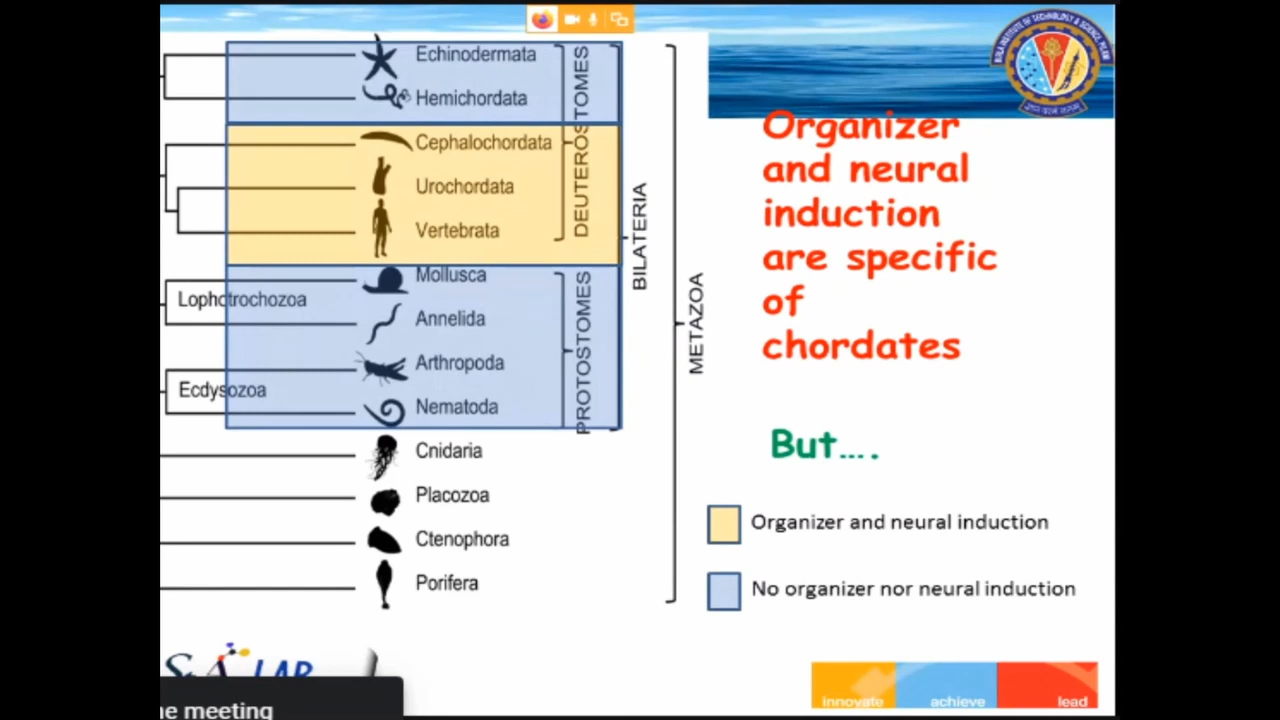 Echinodermata
Hemichordata
Cephalochordata
Urochordata
Vertebrata
Mollusca
Lophotrochozoa
Annelida
Arthropoda
Ecdysozoa
Nematoda
Cnidaria
Placozoa
Ctenophora
Porifera
DEUTEROSTOMES
PROTOSTOMES
BILATERIA
METAZOA
Organizer
and neural
induction
are specific
of
chordates
But....
Organizer and neural induction
No organizer nor neural induction
LAB
innovate
achieve
lead
meeting